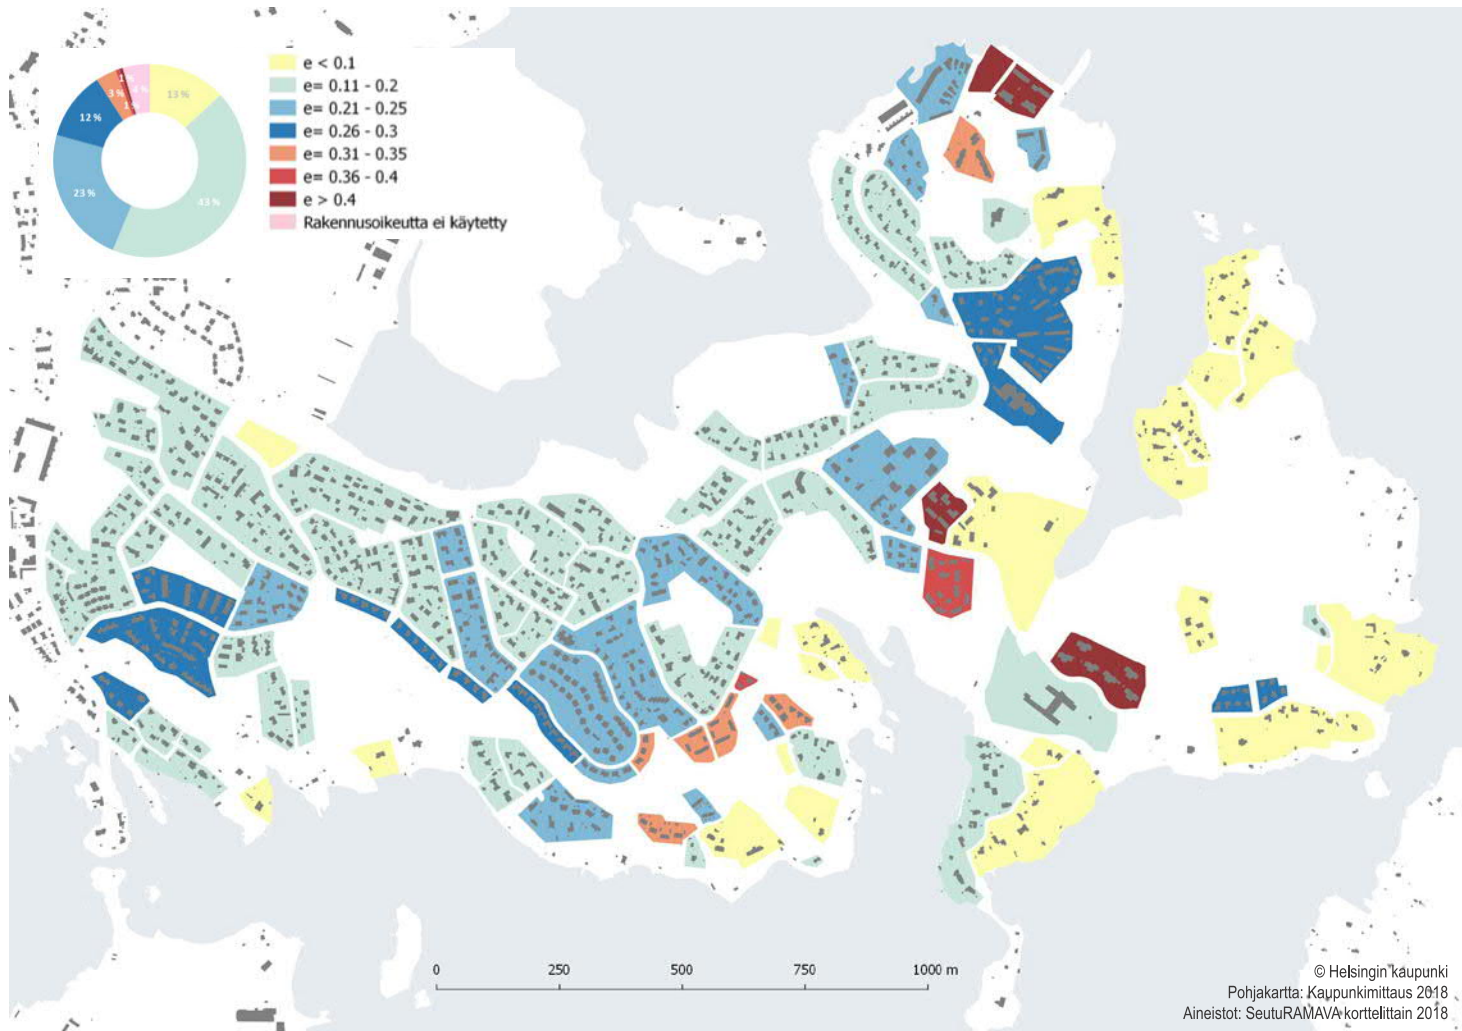 e < 0.1
e= 0.11 - 0.2
e= 0.21 - 0.25
e= 0.26 - 0.3
e= 0.31 - 0.35
e= 0.36 - 0.4
e > 0.4
Rakennusoikeutta ei käytetty
13 %
43 %
23 %
12 %
3 %
0 250 500 750 1000 m
© Helsingin kaupunki
Pohjakartta: Kaupunkimittaus 2018
Aineistot: SeutuRAMAVA korttelittain 2018